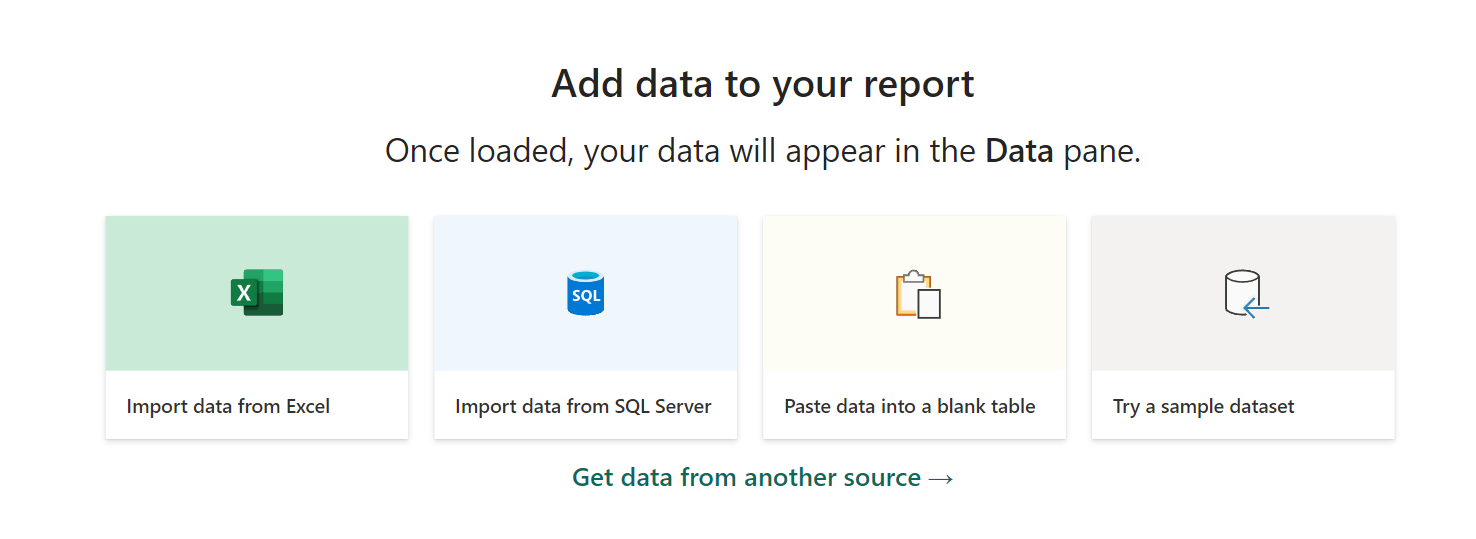 Add data to your report
Once loaded, your data will appear in the Data pane.
X
SQL
Import data from Excel
Import data from SQL Server
Paste data into a blank table
Try a sample dataset
Get data from another source →